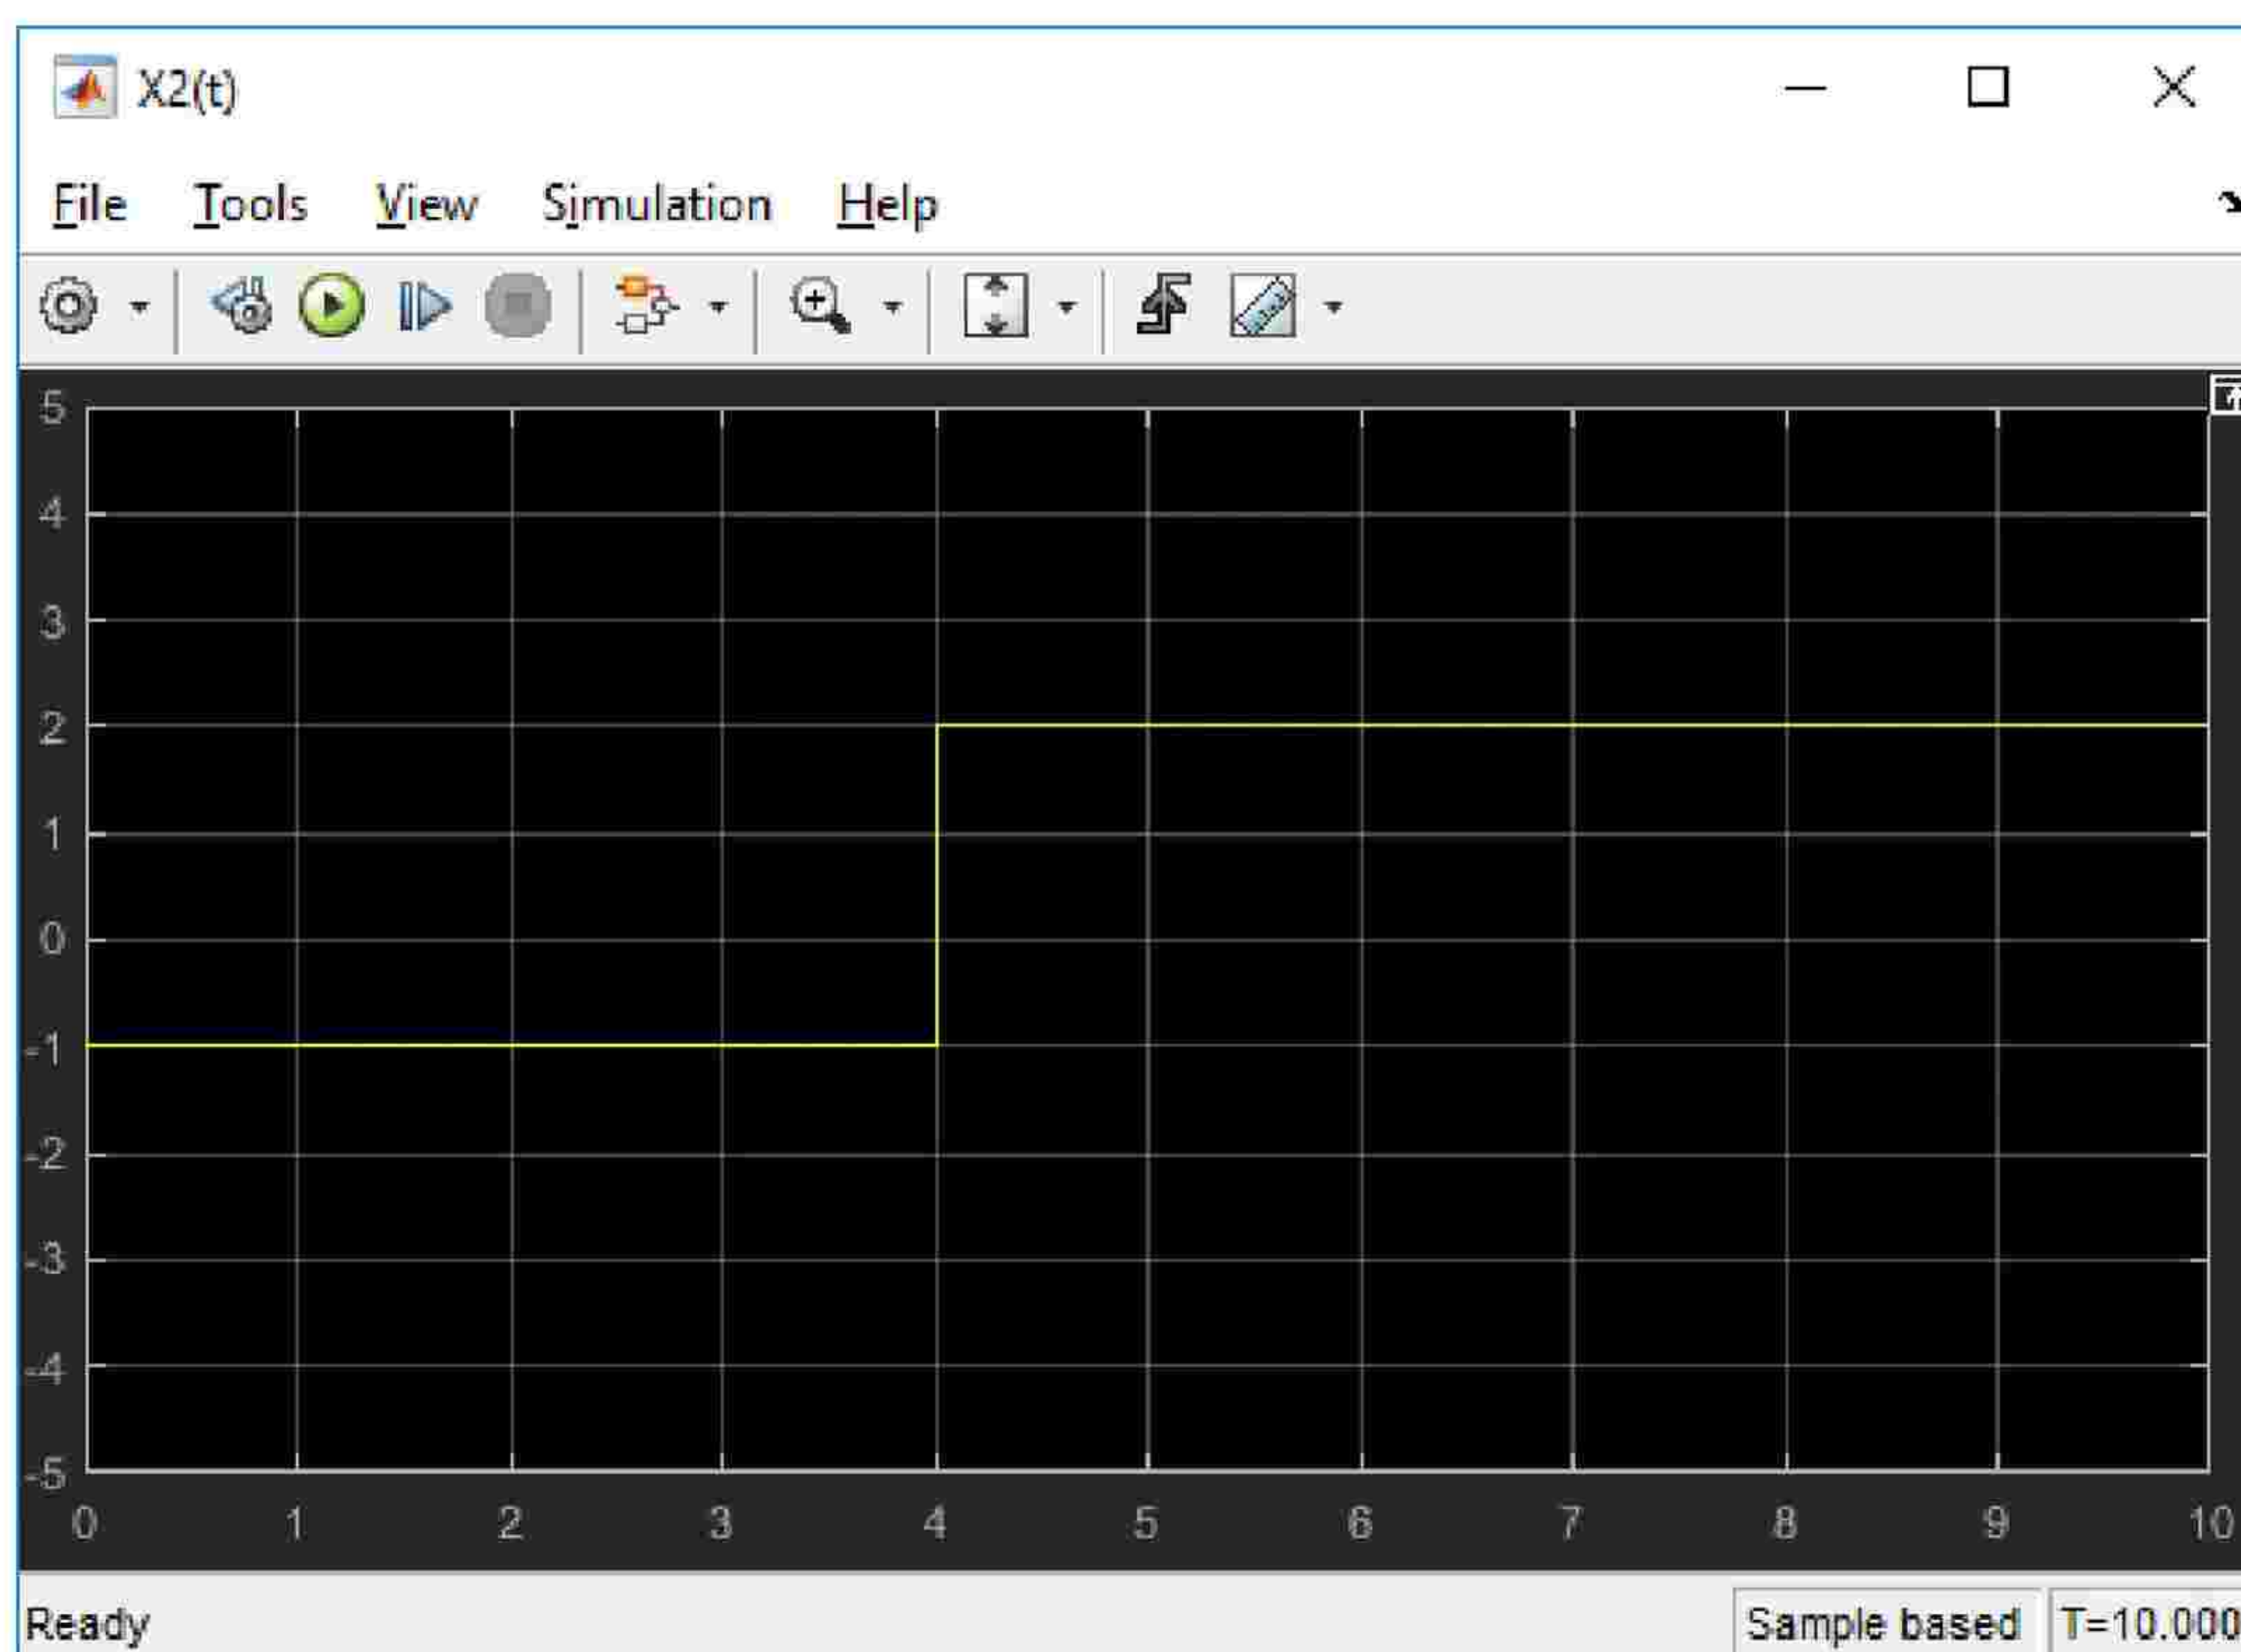 X2(t)
File Tools View Simulation Help
5
4
3
2
1
0
-1
-2
-3
-4
-5
0 1 2 3 4 5 6 7 8 9 10
Ready Sample based T=10.000